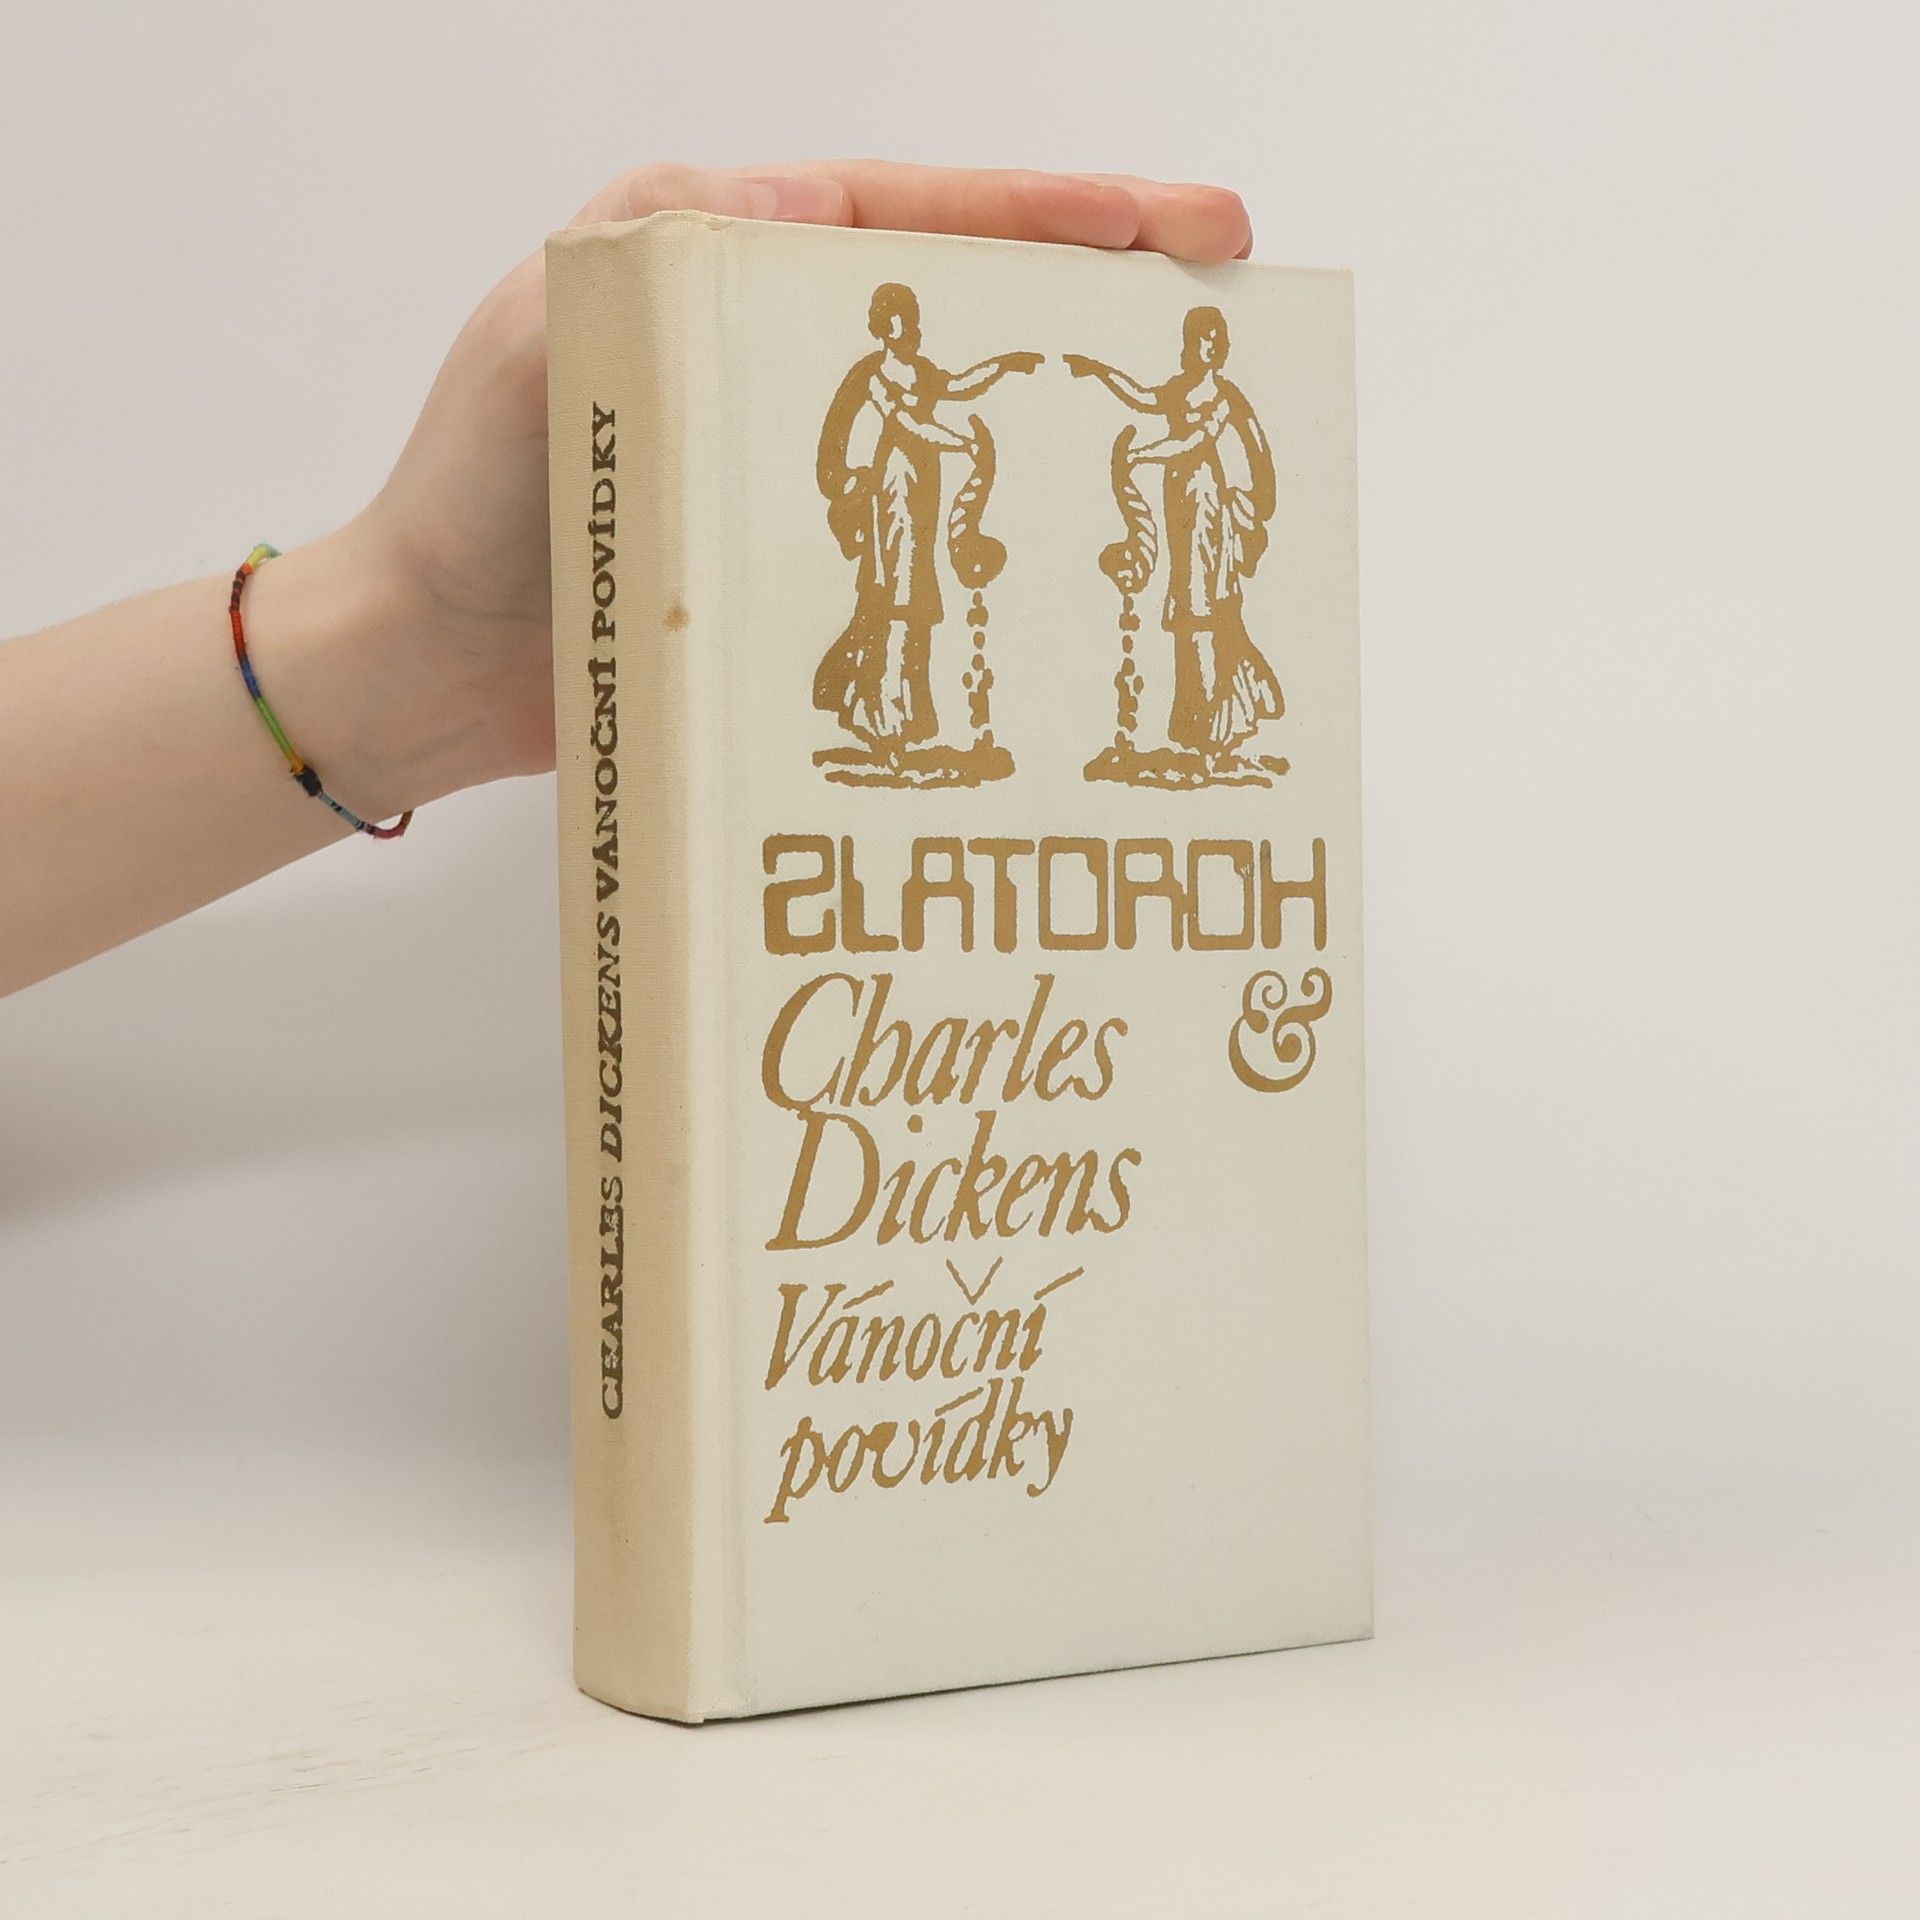 CHARLES DICKENS VÁNOČNÍ POVÍDKY
ZLATOROH
Charles &
Dickens
Vánoční
povídky